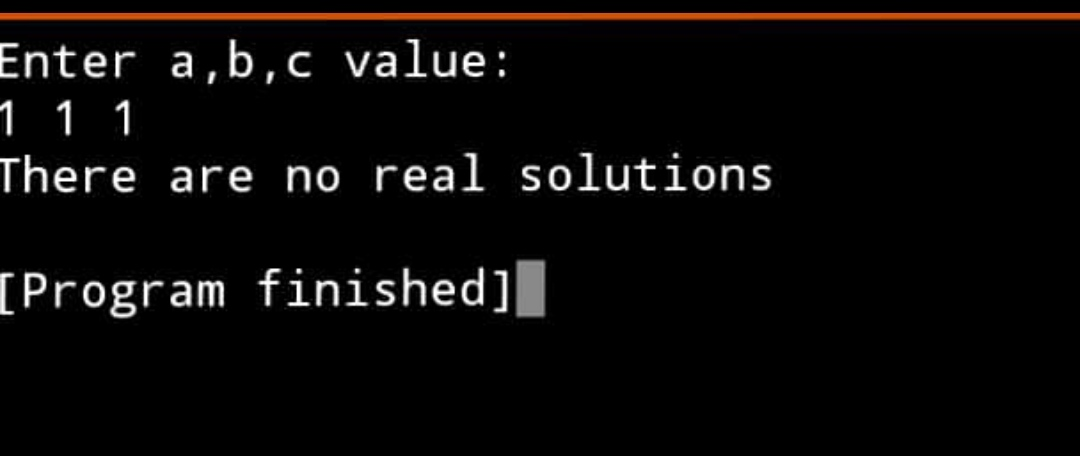 Enter a,b,c value:
1 1 1
There are no real solutions
[Program finished]